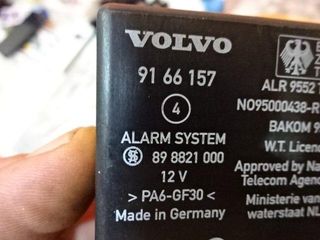 VOLVO
91 66 157
4
ALARM SYSTEM
89 8821 000
12 V
> PA6-GF30 <
Made in Germany
ALR 9552
NO95000438-R
BAKOM 9
W.T. Licen
Approved by Na
Telecom Agen
Ministerie van
waterstaat NL